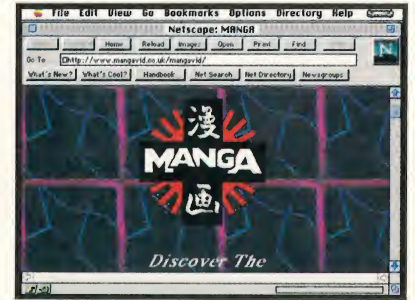 File Edit View Go Bookmarks Options Directory Help
Netscape: MANGA
Home Reload Images Open Print Find
Go To http://www.mangavid.co.uk/mangavid/
What's New? What's Cool? Handbook Net Search Net Directory Newsgroups
N
漫
MANGA
画
Discover The